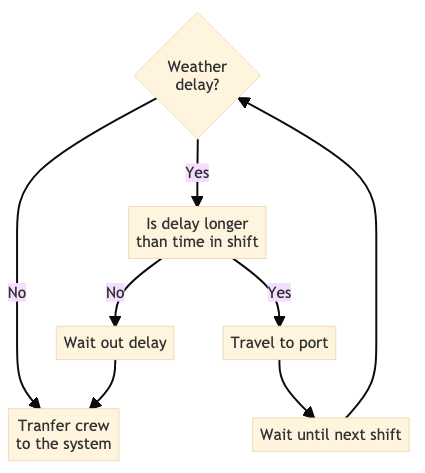 Weather
delay?
Yes
Is delay longer
than time in shift
No
No
Yes
Wait out delay
Travel to port
Tranfer crew
to the system
Wait until next shift